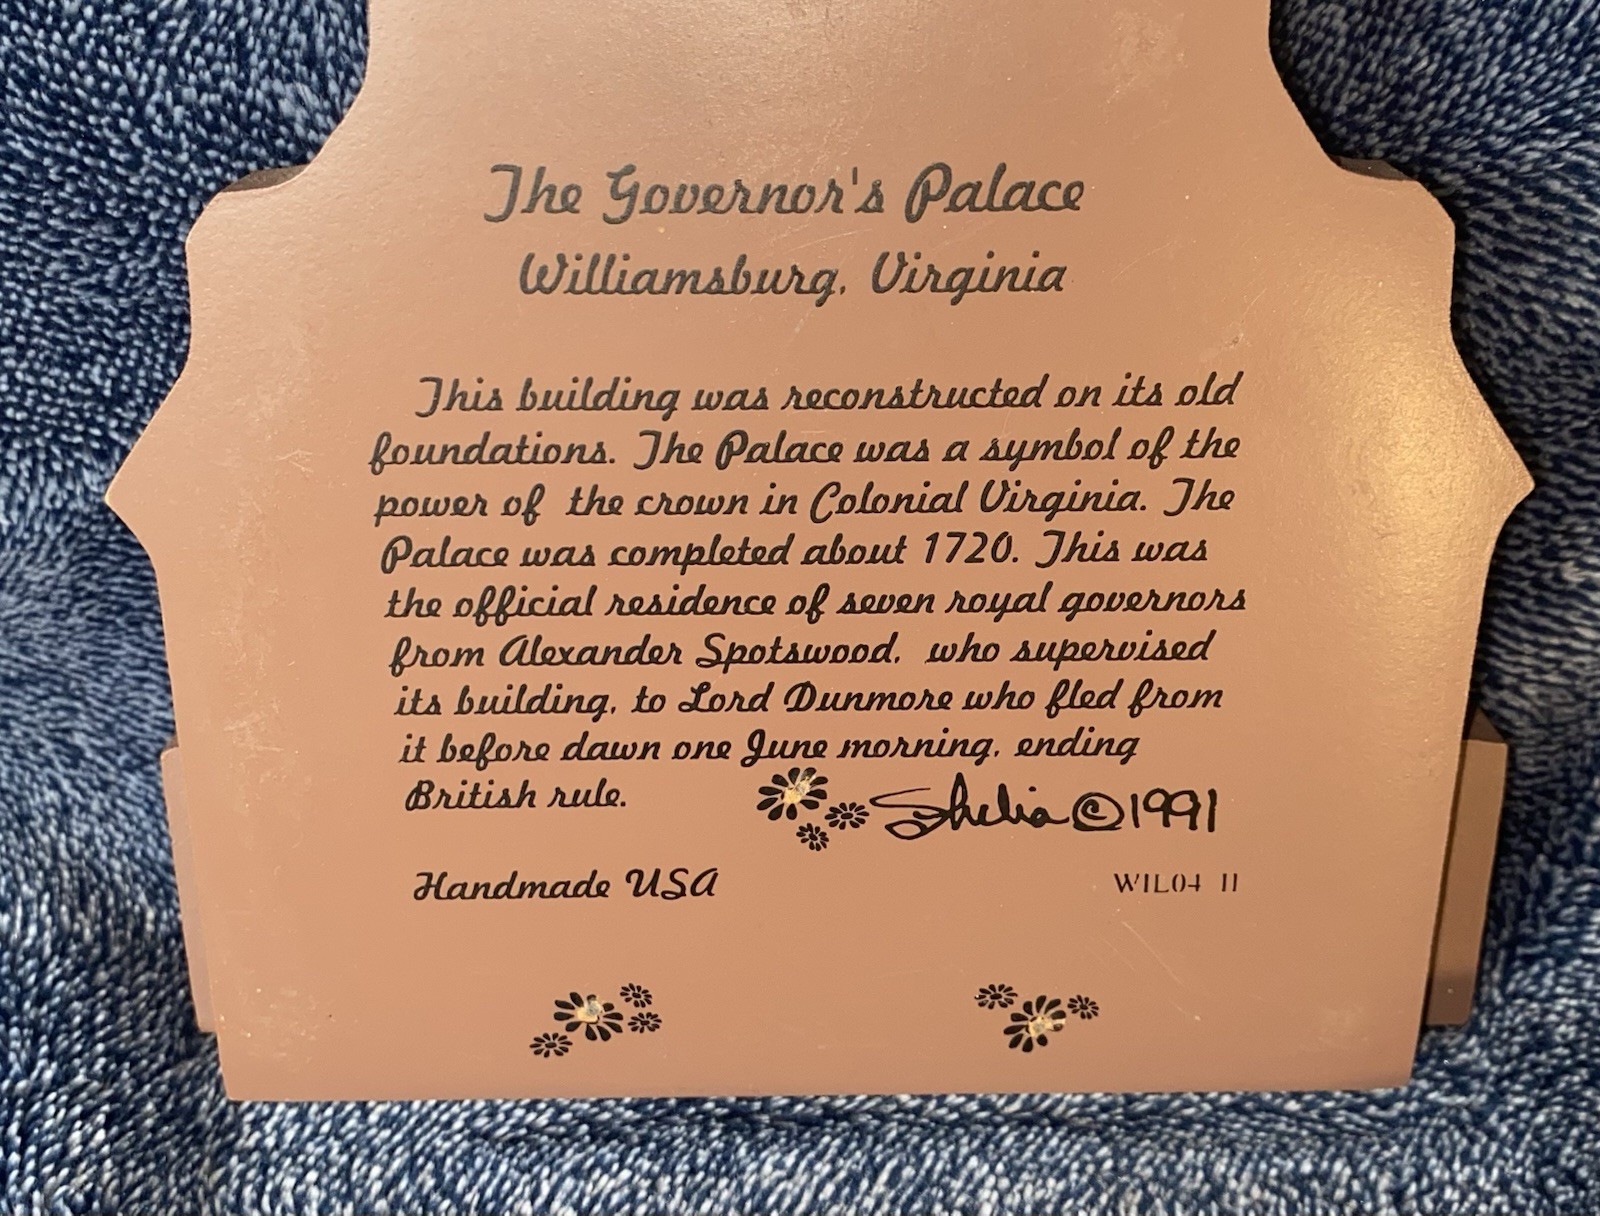 The Governor's Palace
Williamsburg, Virginia
This building was reconstructed on its old
foundations. The Palace was a symbol of the
power of the crown in Colonial Virginia. The
Palace was completed about 1720. This was
the official residence of seven royal governors
from Alexander Spotswood, who supervised
its building, to Lord Dunmore who fled from
it before dawn one June morning, ending
British rule.
Shelia © 1991
Handmade USA
WIL04 II